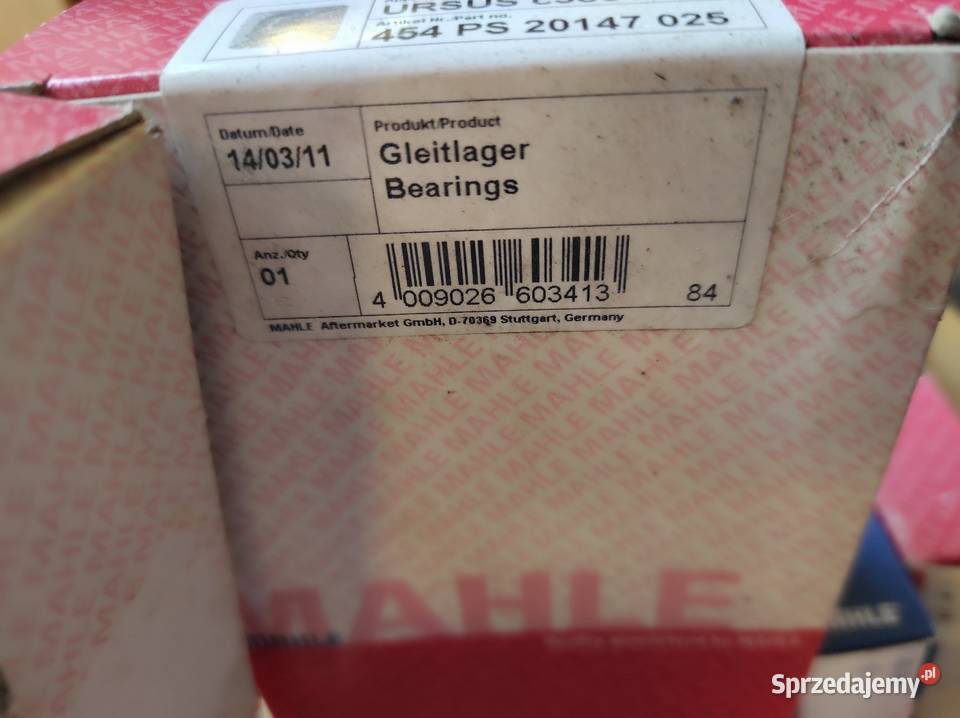 URSUS
Artikel Nr./Part no.
454 PS 20147 025
Datum/Date
14/03/11
Produkt/Product
Gleitlager
Bearings
Anz./Qty
01
4 009026 603413
84
MAHLE Aftermarket GmbH, D-70369 Stuttgart, Germany
MAHLE
MAHLE
Sprzedajemy.pl